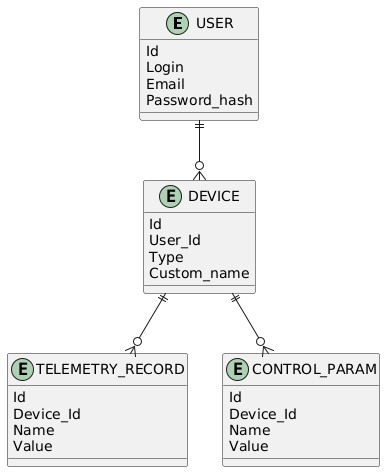 E USER
Id
Login
Email
Password_hash
E DEVICE
Id
User_Id
Type
Custom_name
E TELEMETRY_RECORD
Id
Device_Id
Name
Value
E CONTROL_PARAM
Id
Device_Id
Name
Value